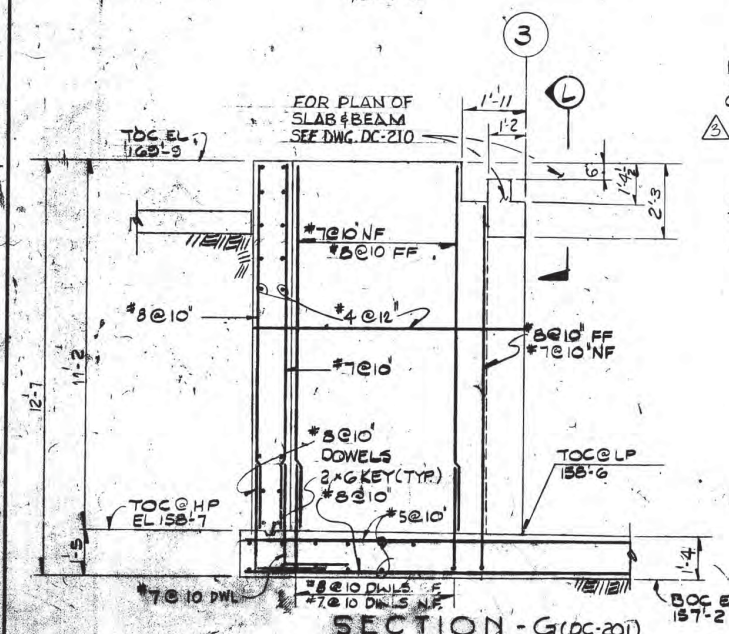 3
L
1'-11
1'-2
FOR PLAN OF
SLAB & BEAM
SEE DWG. DC-210
3
TOC EL
169'-9
6"
1'-4½
2'-3
#7@10 NF
#8@10 FF
#8@10"
#4@12"
#8@10" FF
#7@10" NF
#7@10"
12'-7
11'-2
#8@10"
DOWELS
2×6 KEY (TYP.)
#8@10"
#5@10"
TOC@LP
158'-6
TOC@HP
EL 158'-7
1'-5
1'-4
#7@10 DWL
#8@10 DWLS F.F.
#7@10 DWLS N.F.
BOC E
157'-2
SECTION - G(DC-201)